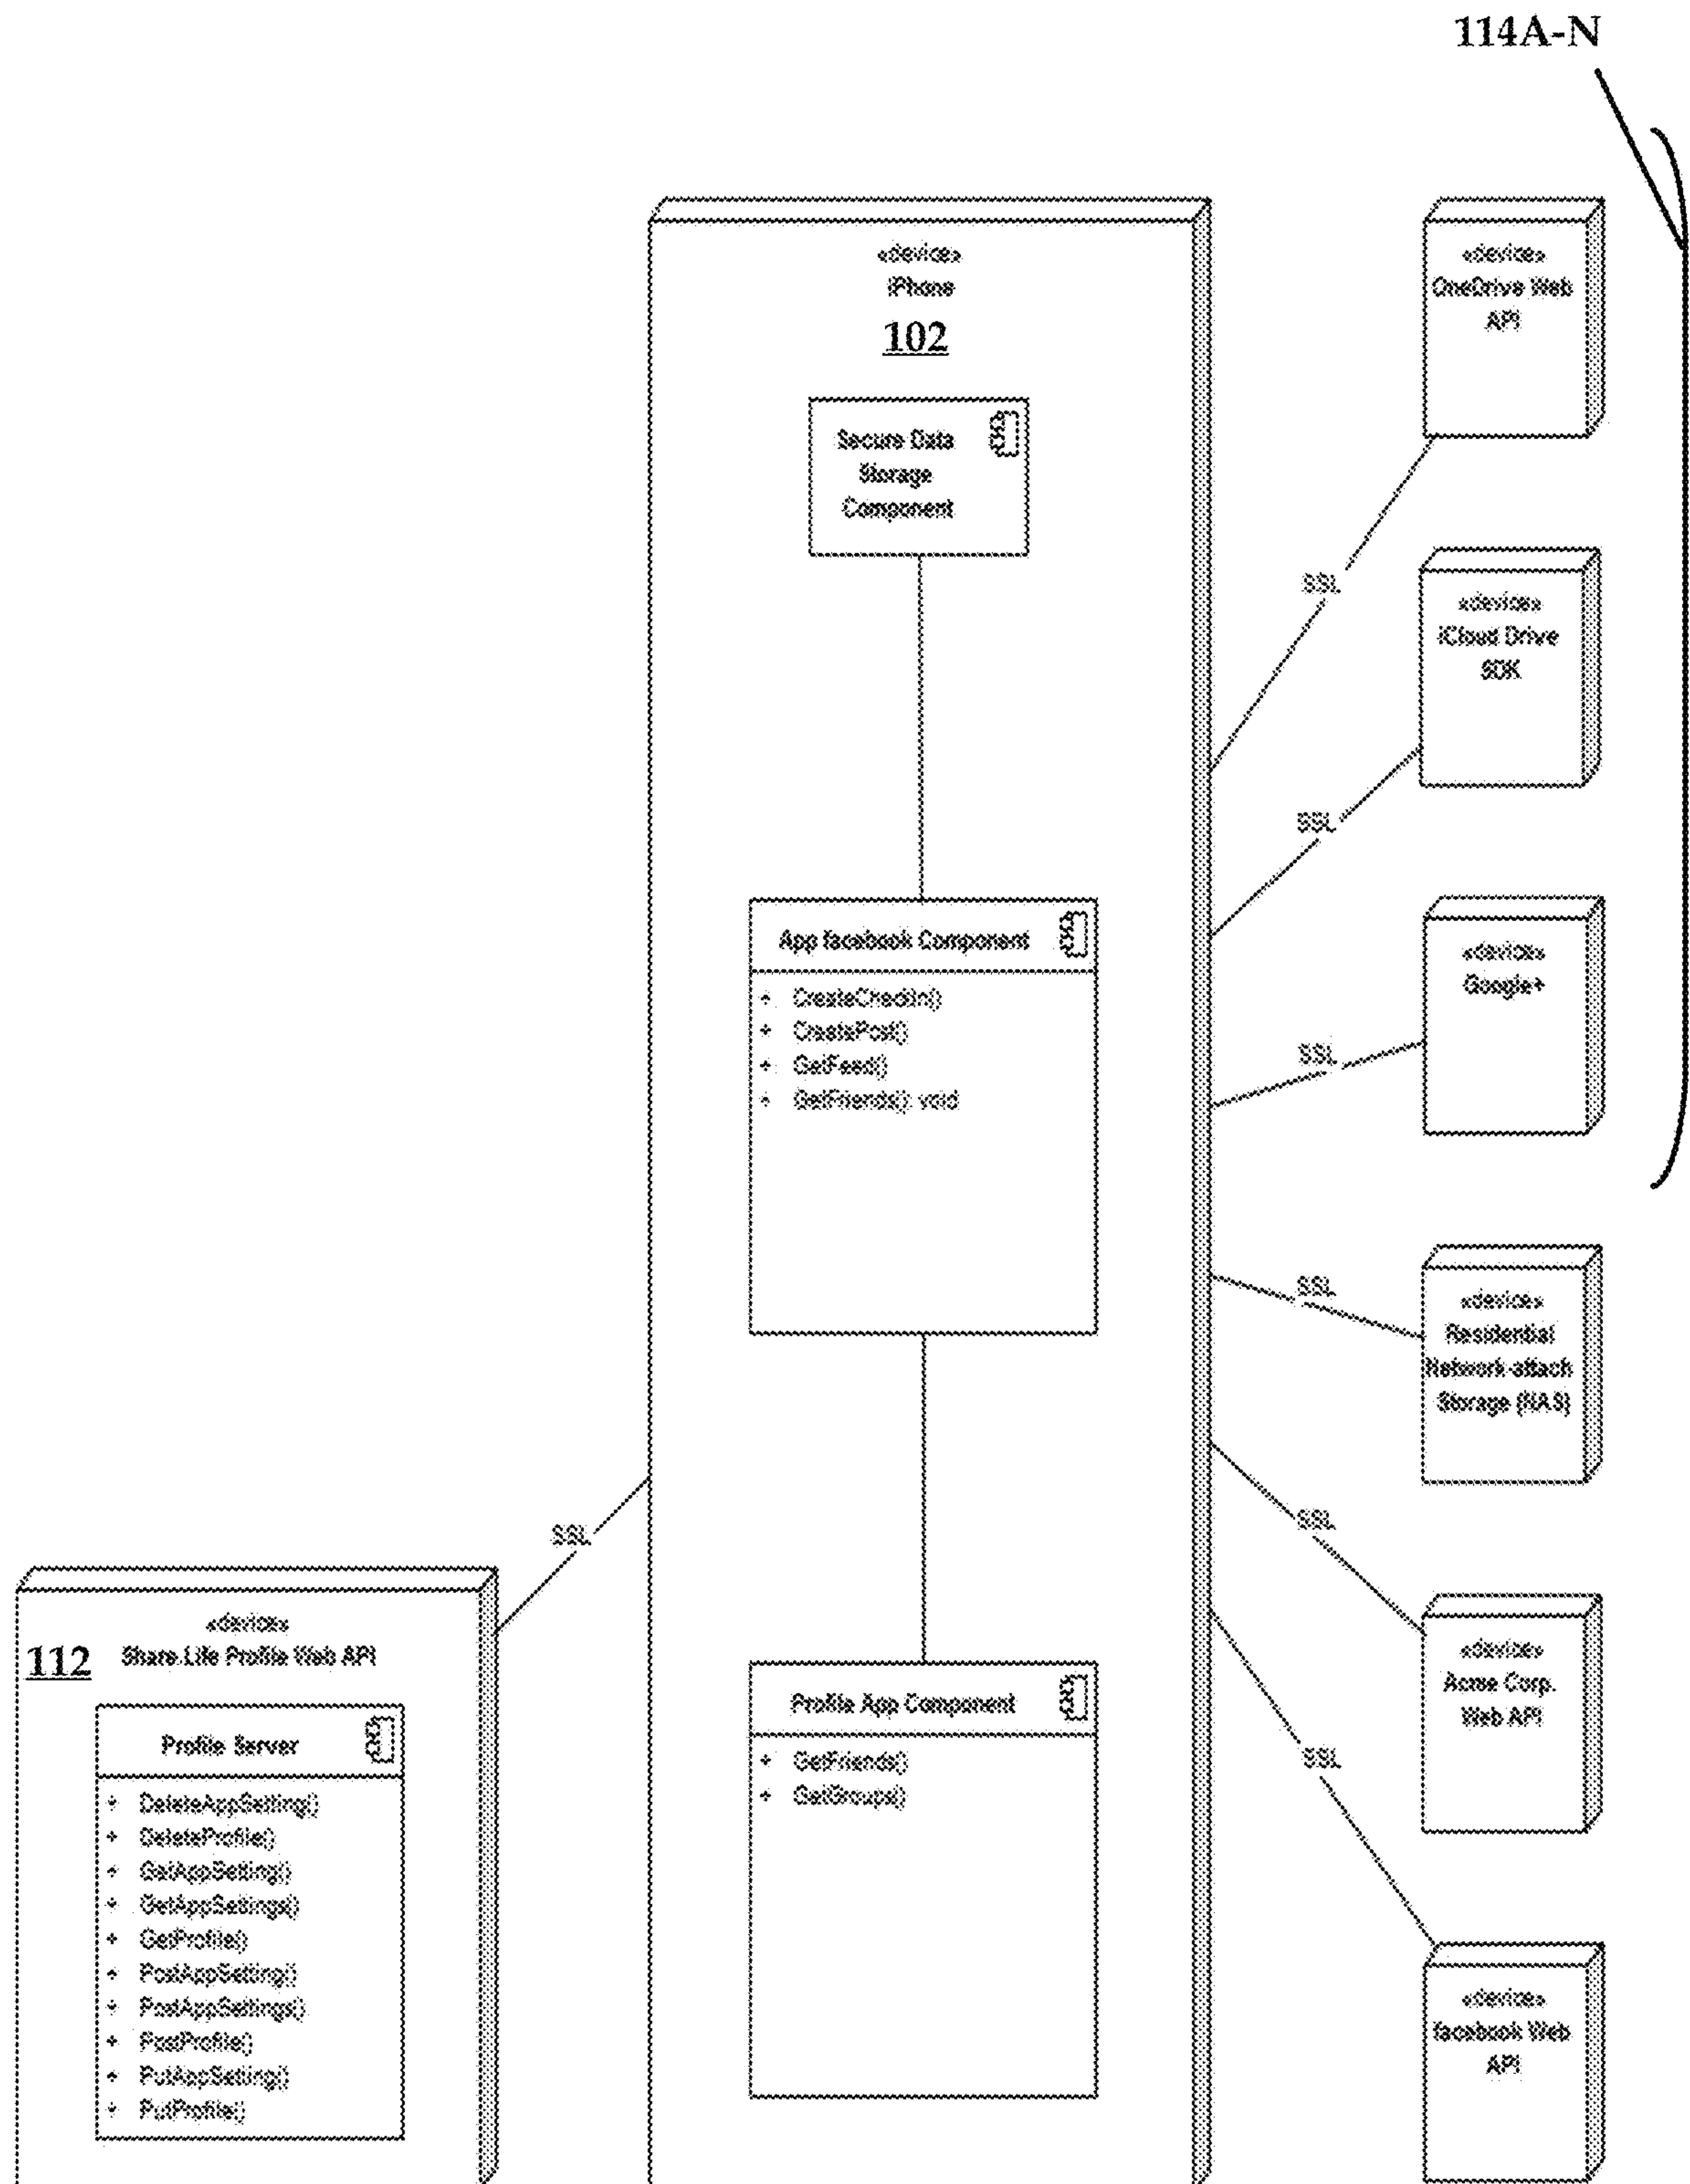 114A-N
«device»
iPhone
102
Secure Data
Storage
Component
App facebook Component
+ CreateCheckIn()
+ CreatePost()
+ GetFeed()
+ GetFriends(): void
Profile App Component
+ GetFriends()
+ GetGroups()
«device»
OneDrive Web
API
SSL
«device»
iCloud Drive
SDK
SSL
«device»
Google+
SSL
«device»
Residential
Network-attach
Storage (NAS)
SSL
«device»
Acme Corp.
Web API
SSL
«device»
facebook Web
API
SSL
SSL
«device»
112 Share.Life Profile Web API
Profile Server
+ DeleteAppSetting()
+ DeleteProfile()
+ GetAppSetting()
+ GetAppSettings()
+ GetProfile()
+ PostAppSetting()
+ PostAppSettings()
+ PostProfile()
+ PutAppSetting()
+ PutProfile()